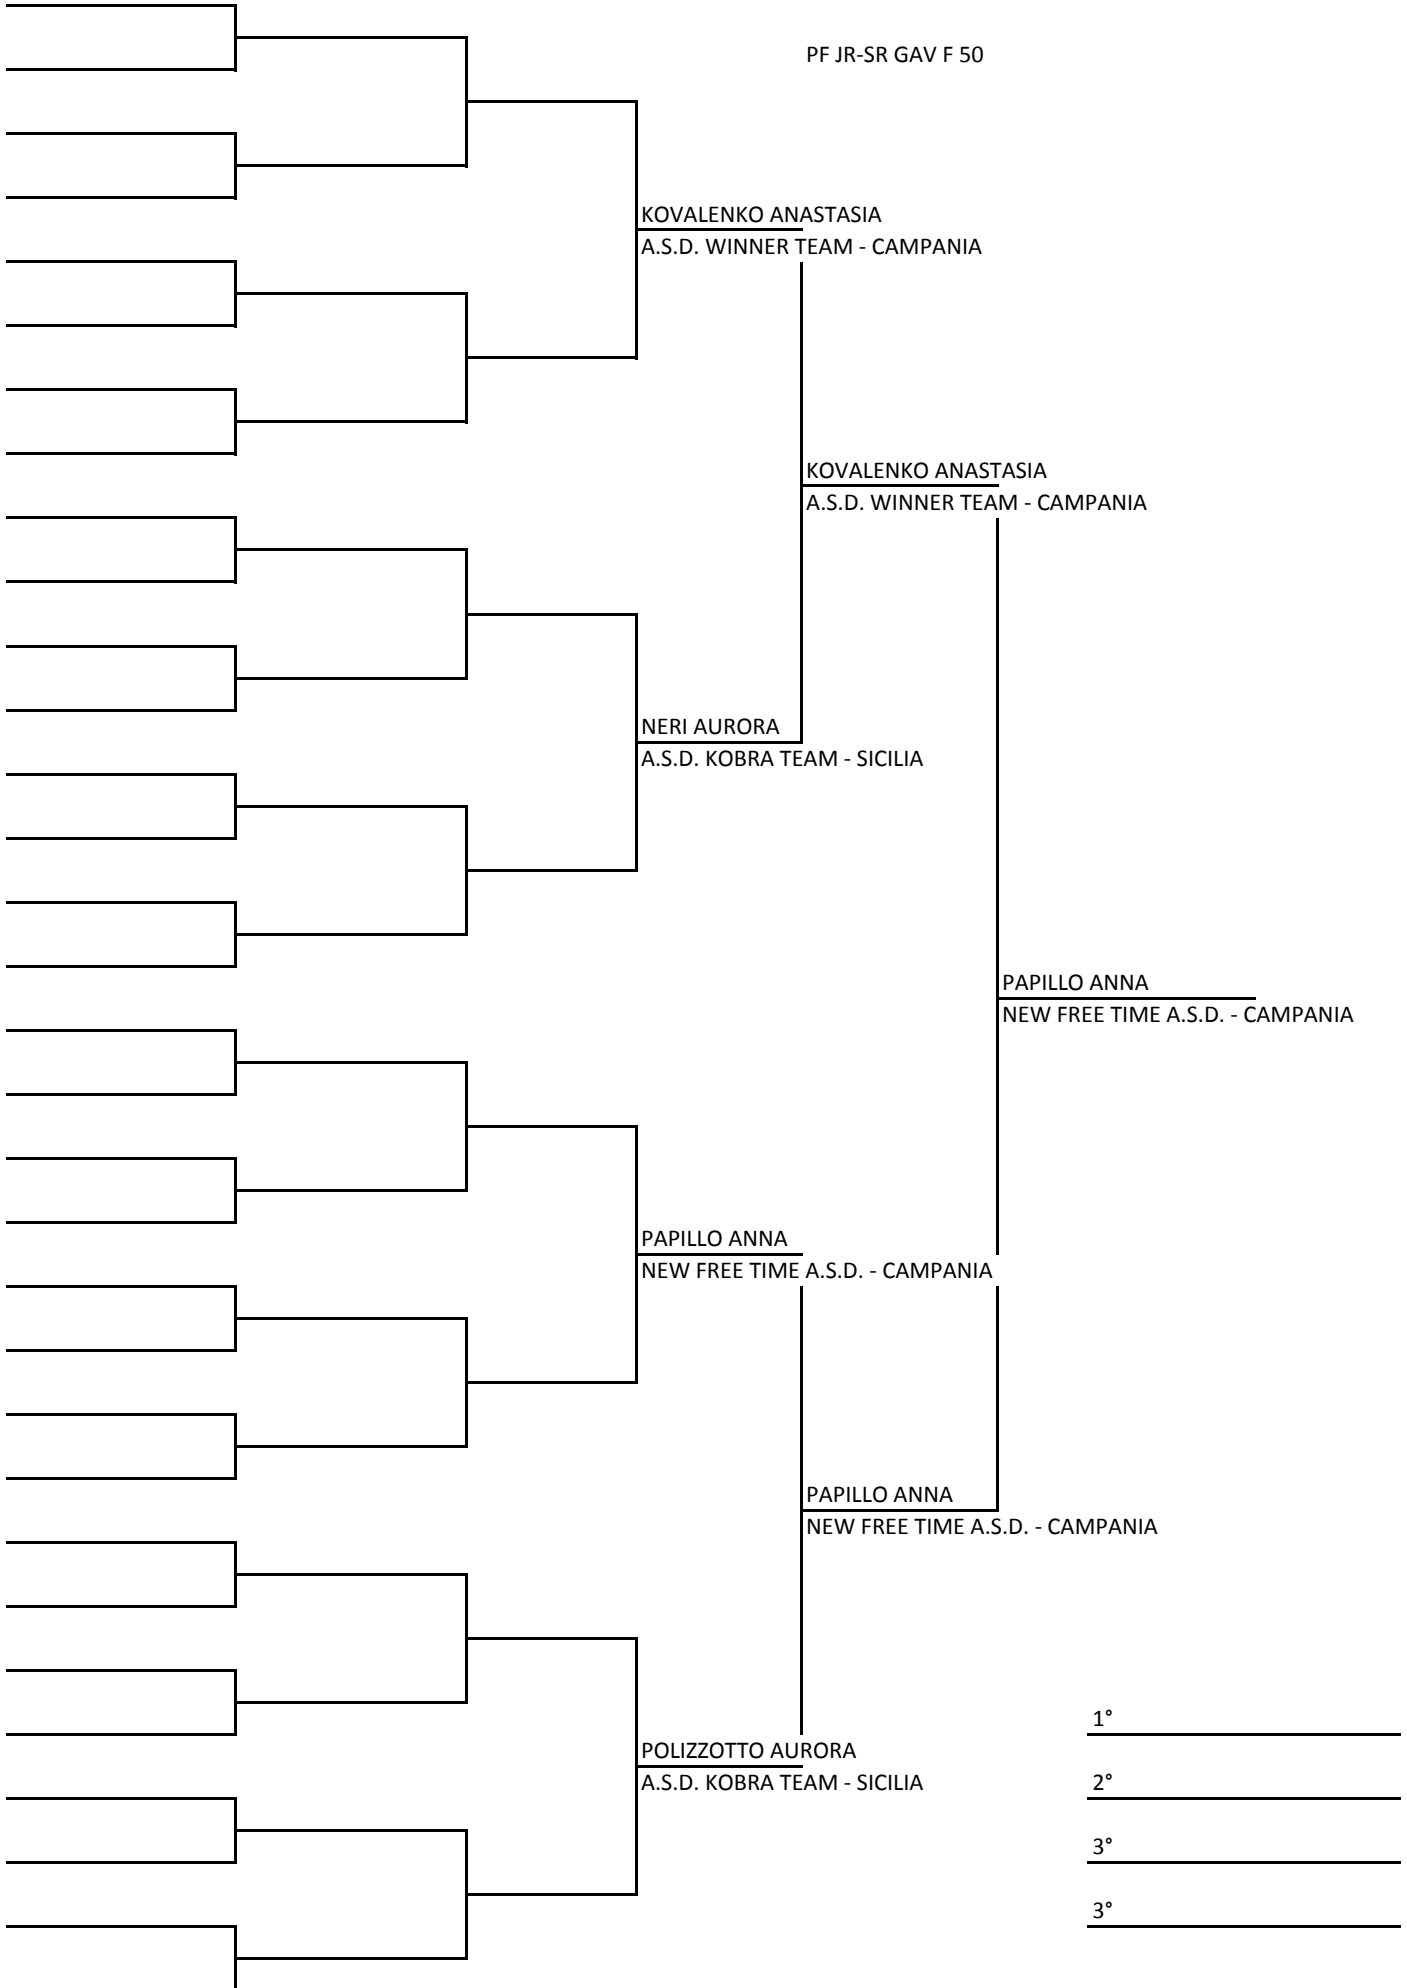 PF JR-SR GAV F 50
KOVALENKO ANASTASIA
A.S.D. WINNER TEAM - CAMPANIA
KOVALENKO ANASTASIA
A.S.D. WINNER TEAM - CAMPANIA
NERI AURORA
A.S.D. KOBRA TEAM - SICILIA
PAPILLO ANNA
NEW FREE TIME A.S.D. - CAMPANIA
PAPILLO ANNA
NEW FREE TIME A.S.D. - CAMPANIA
PAPILLO ANNA
NEW FREE TIME A.S.D. - CAMPANIA
1°
POLIZZOTTO AURORA
A.S.D. KOBRA TEAM - SICILIA
2°
3°
3°